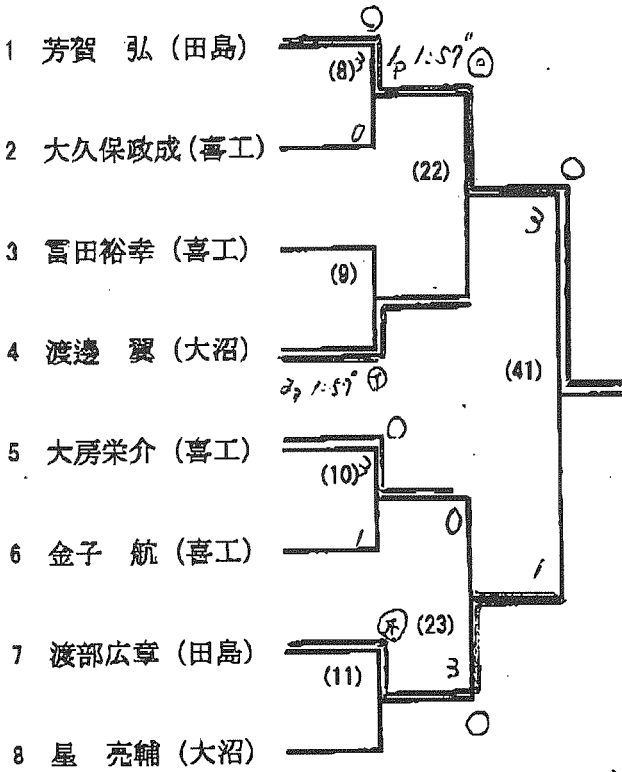 1 芳賀 弘 (田島)
(8) 3
1P 1:57"
2 大久保政成 (喜工)
0
(22)
3
3 冨田裕幸 (喜工)
(9)
4 渡邊 翼 (大沼)
1:57"
(41)
5 大房栄介 (喜工)
(10) 3
0
6 金子 航 (喜工)
1
1
7 渡部広章 (田島)
(11)
(23)
3
8 星 亮輔 (大沼)